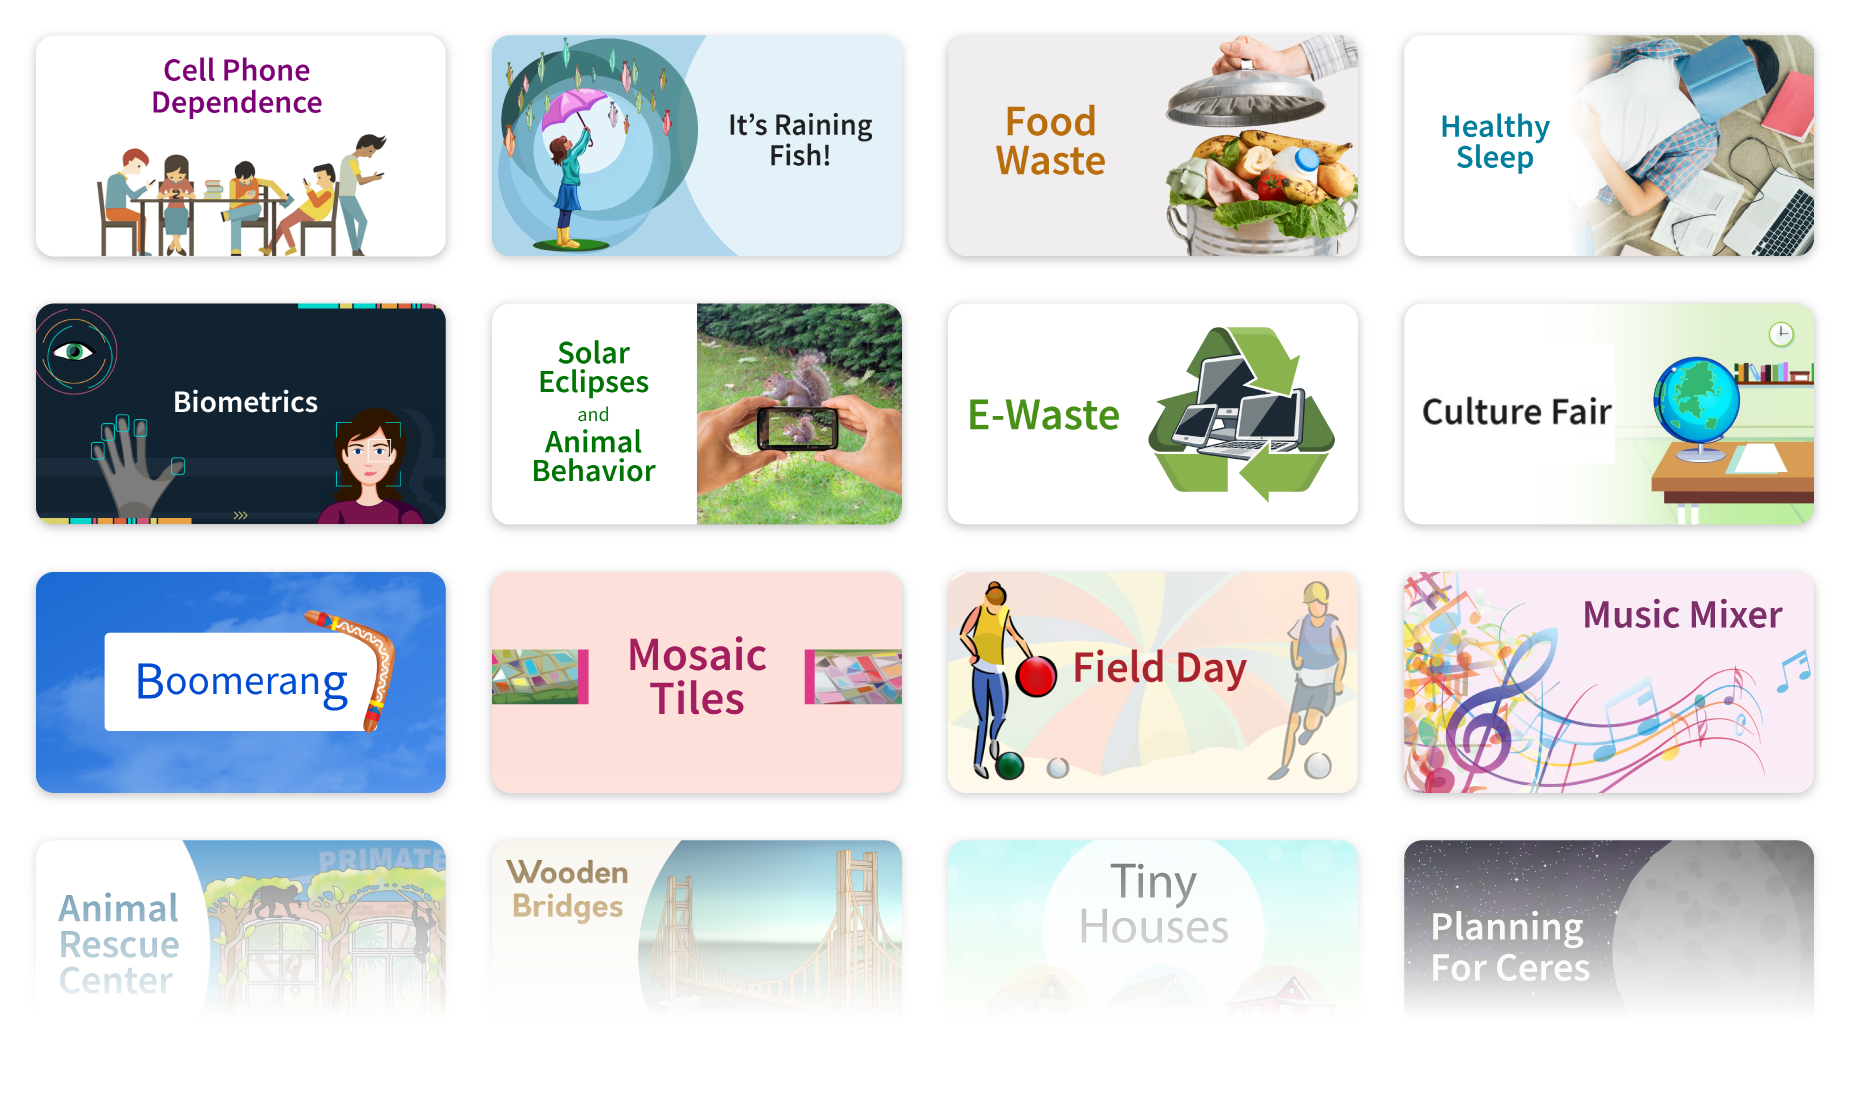 Cell Phone
Dependence
It's Raining
Fish!
Food
Waste
Healthy
Sleep
Biometrics
Solar
Eclipses
and
Animal
Behavior
E-Waste
Culture Fair
Boomerang
Mosaic
Tiles
Field Day
Music Mixer
PRIMATE
Animal
Rescue
Center
Wooden
Bridges
Tiny
Houses
Planning
For Ceres